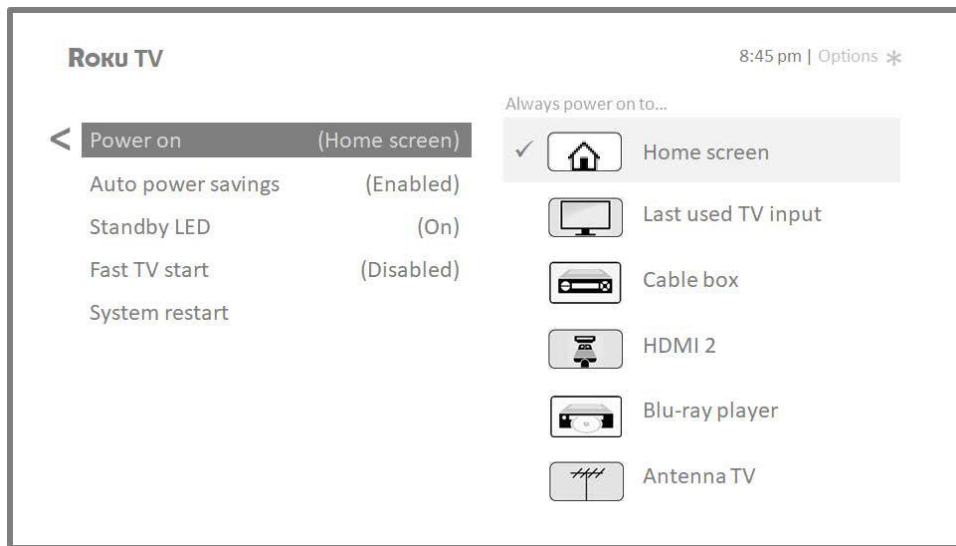 Roku TV
8:45 pm | Options *
< Power on (Home screen)
Auto power savings (Enabled)
Standby LED (On)
Fast TV start (Disabled)
System restart
Always power on to...
✓ Home screen
Last used TV input
Cable box
HDMI 2
Blu-ray player
Antenna TV